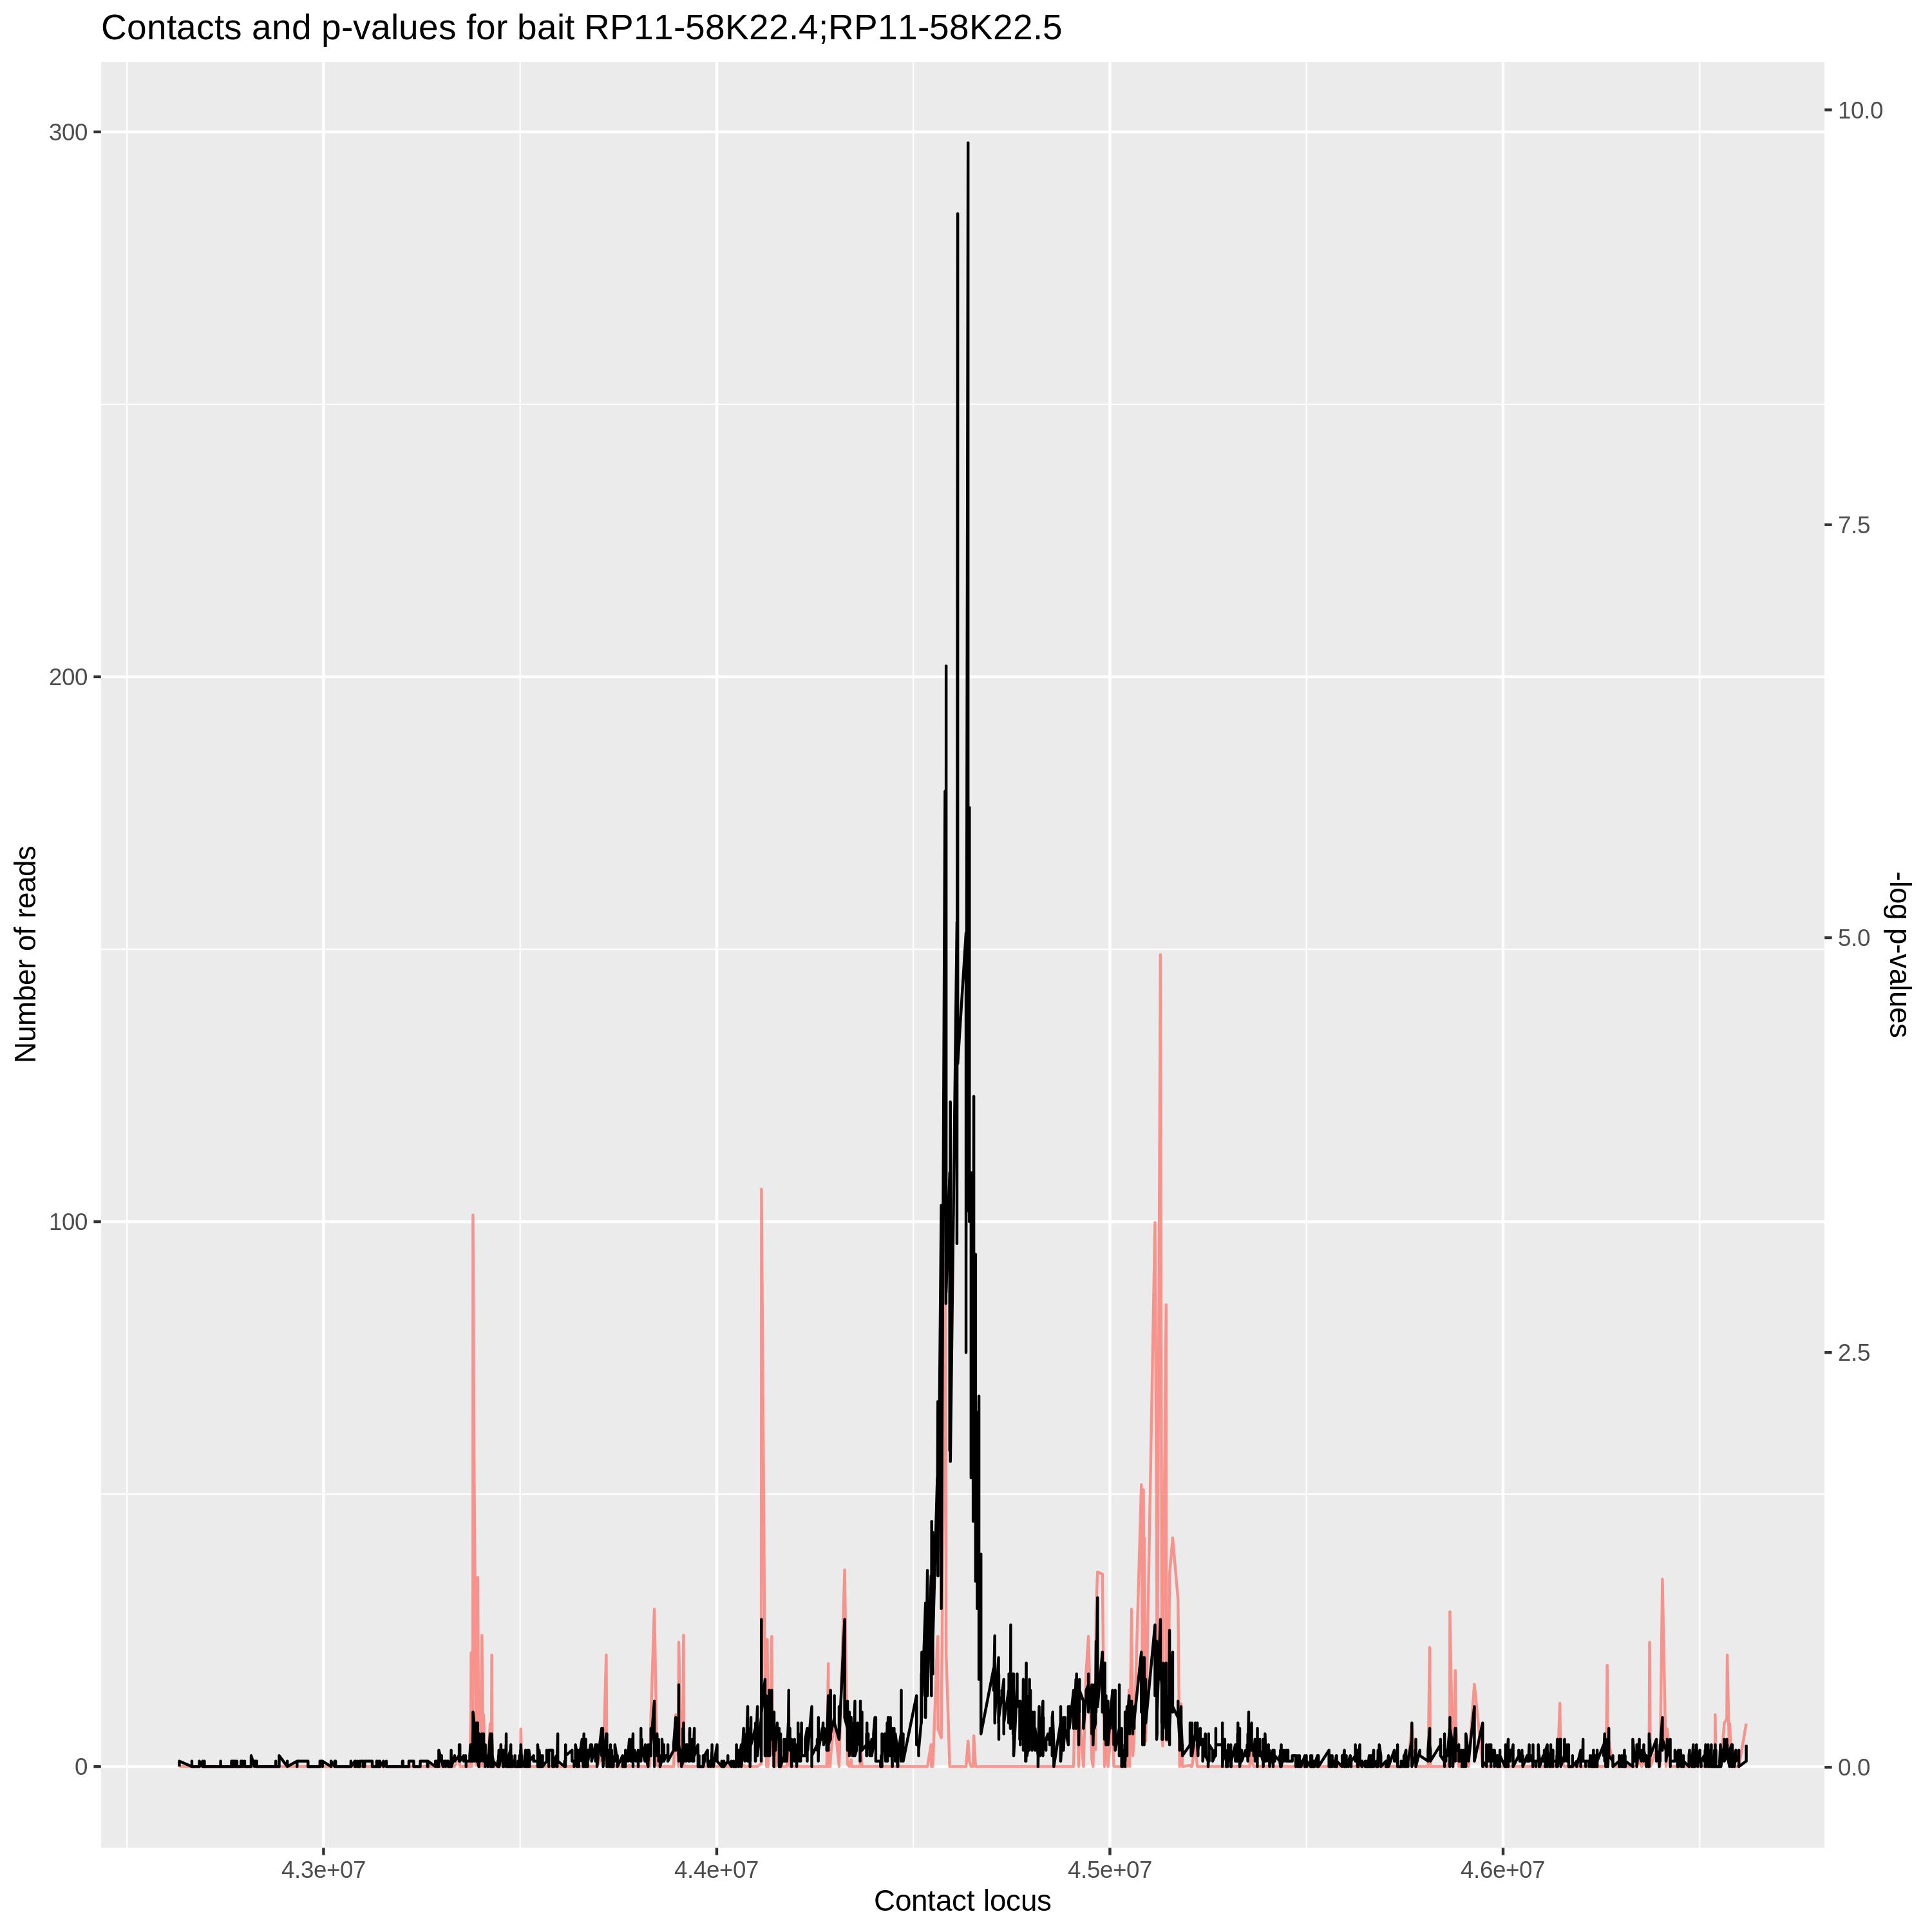 Contacts and p-values for bait RP11-58K22.4;RP11-58K22.5
300
200
100
0
Number of reads
10.0
7.5
5.0
2.5
0.0
-log p-values
4.3e+07
4.4e+07
4.5e+07
4.6e+07
Contact locus